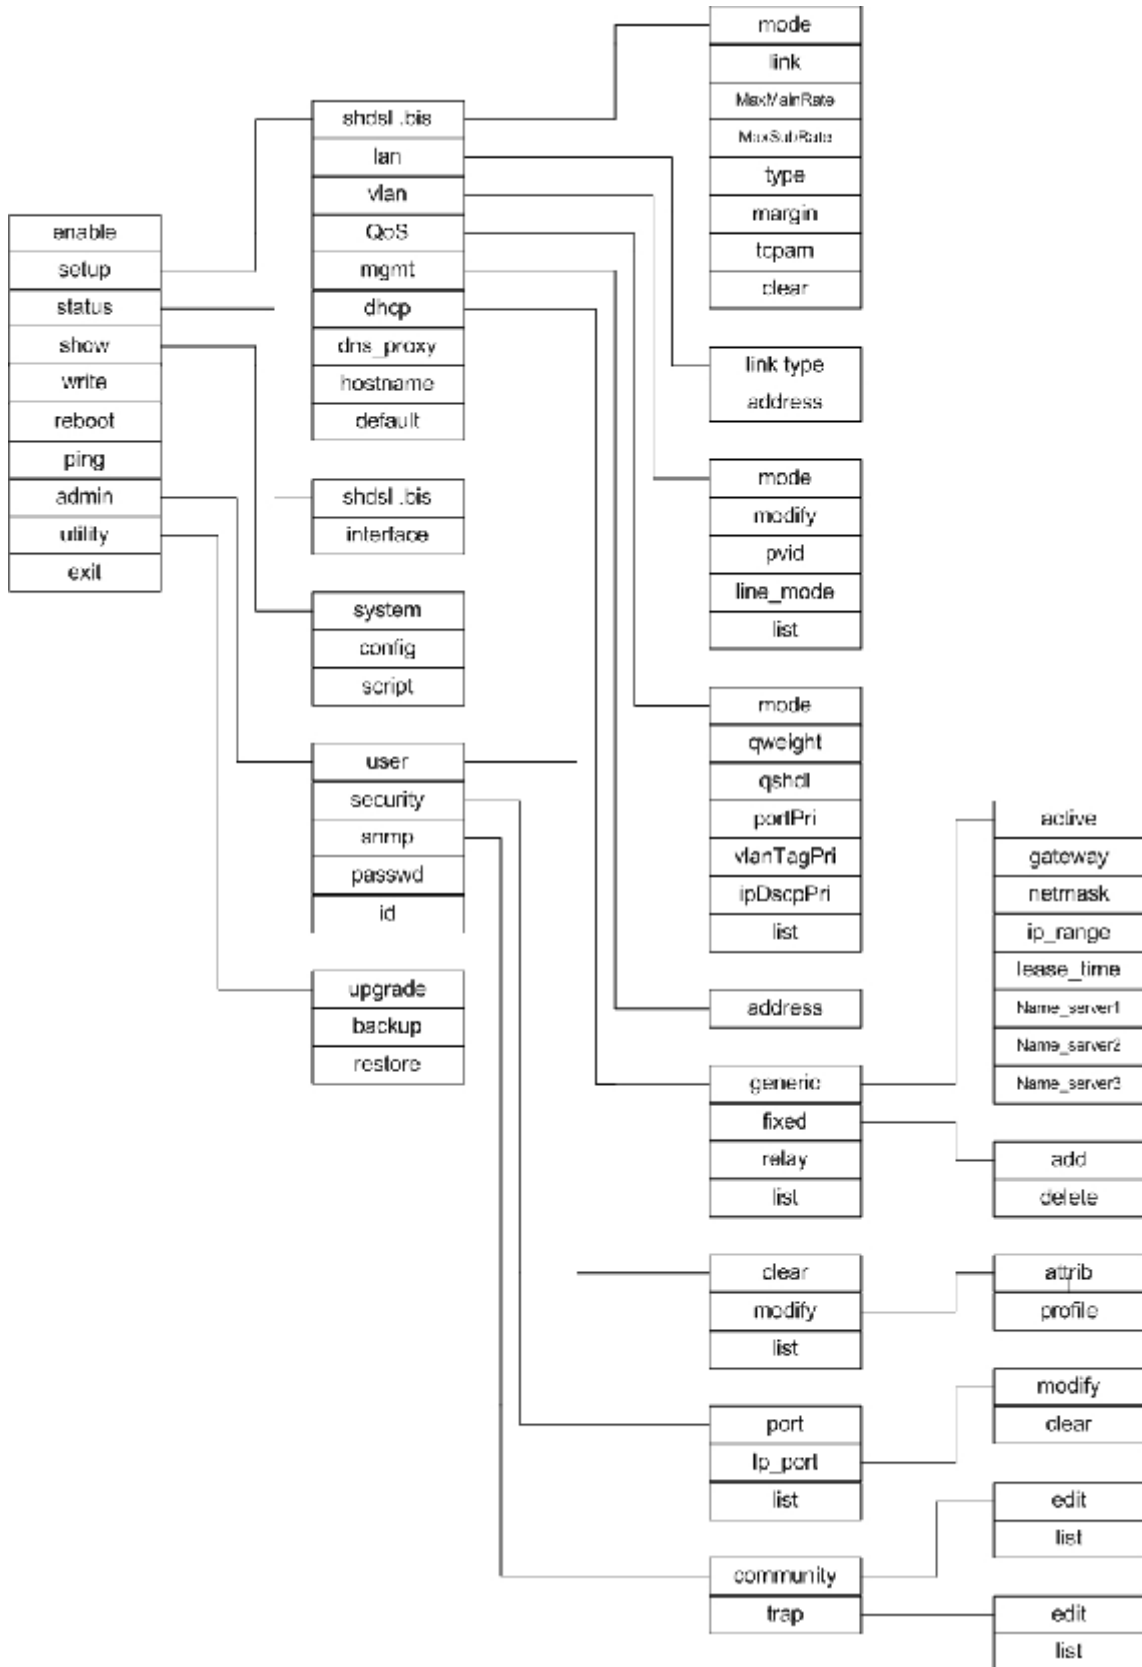 enable
setup
status
show
write
reboot
ping
admin
utility
exit
shdsl.bis
lan
vlan
QoS
mgmt
dhcp
dns_proxy
hostname
default
shdsl.bis
interface
system
config
script
user
security
snmp
passwd
id
upgrade
backup
restore
mode
link
MaxMainRate
MaxSubRate
type
margin
tcpam
clear
link type
address
mode
modify
pvid
line_mode
list
mode
qweight
qshdl
portPri
vlanTagPri
ipDscpPri
list
address
generic
fixed
relay
list
clear
modify
list
port
Ip_port
list
community
trap
active
gateway
netmask
ip_range
lease_time
Name_server1
Name_server2
Name_server3
add
delete
attrib
profile
modify
clear
edit
list
edit
list